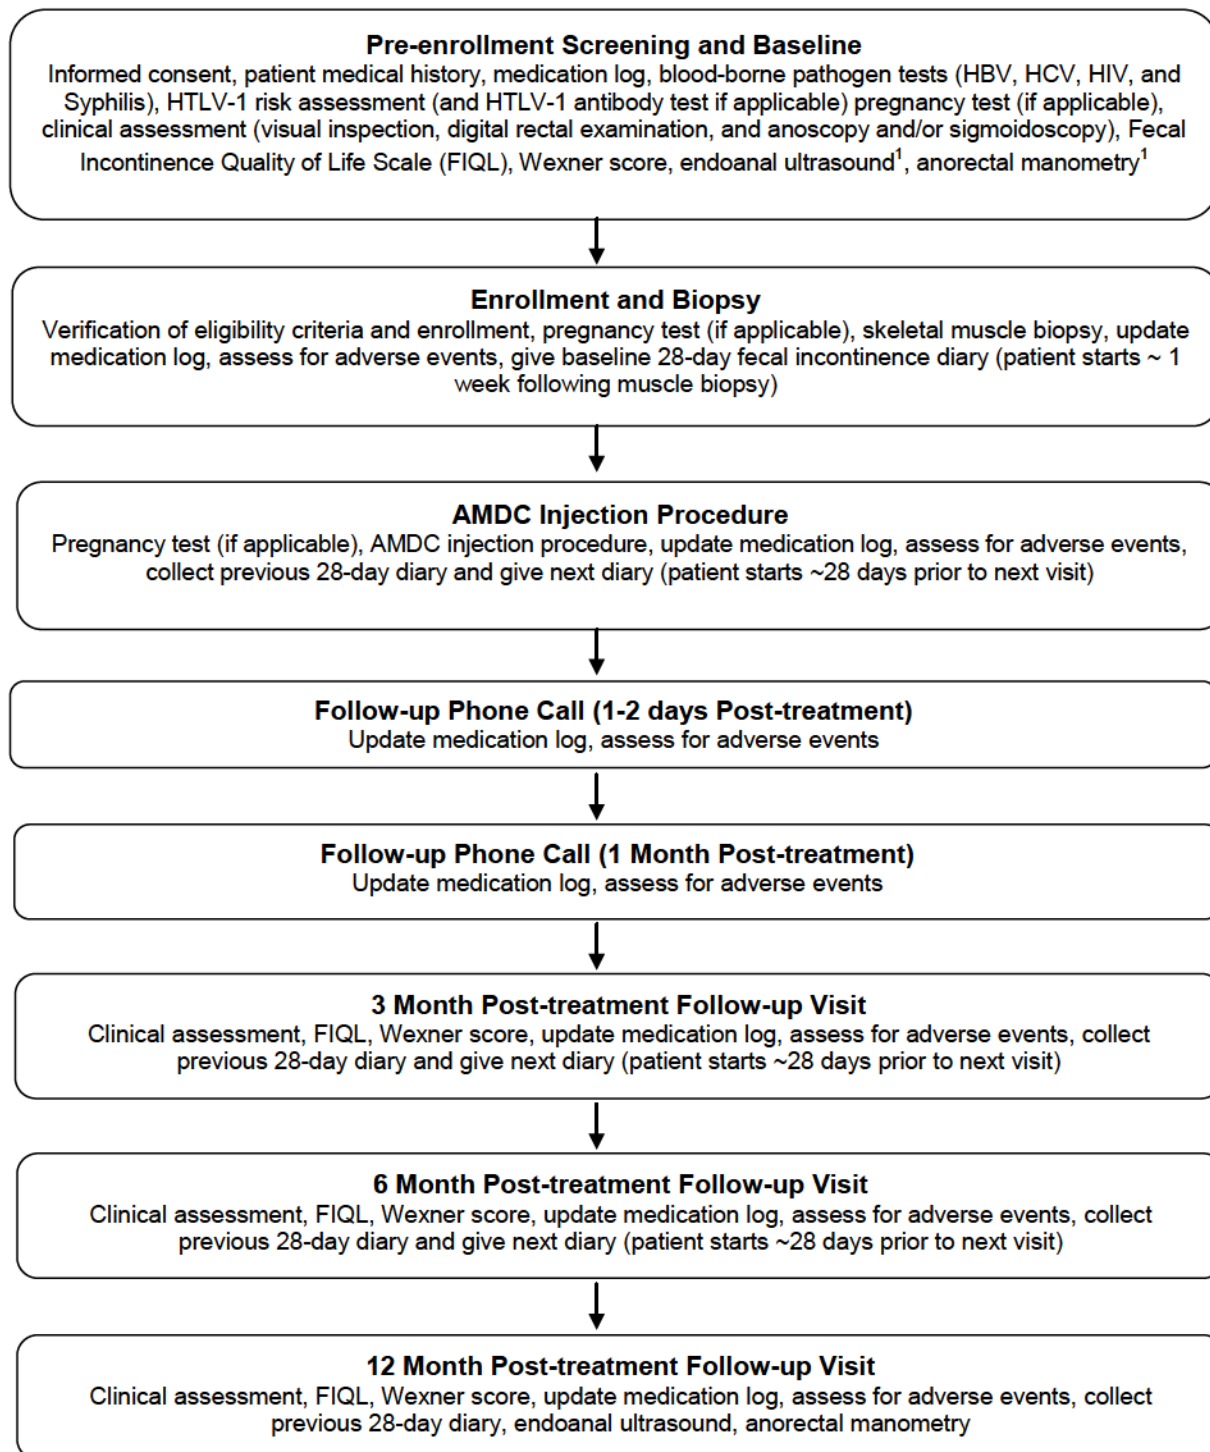 Pre-enrollment Screening and Baseline
Informed consent, patient medical history, medication log, blood-borne pathogen tests (HBV, HCV, HIV, and
Syphilis), HTLV-1 risk assessment (and HTLV-1 antibody test if applicable) pregnancy test (if applicable),
clinical assessment (visual inspection, digital rectal examination, and anoscopy and/or sigmoidoscopy), Fecal
Incontinence Quality of Life Scale (FIQL), Wexner score, endoanal ultrasound¹, anorectal manometry¹
Enrollment and Biopsy
Verification of eligibility criteria and enrollment, pregnancy test (if applicable), skeletal muscle biopsy, update
medication log, assess for adverse events, give baseline 28-day fecal incontinence diary (patient starts ~ 1
week following muscle biopsy)
AMDC Injection Procedure
Pregnancy test (if applicable), AMDC injection procedure, update medication log, assess for adverse events,
collect previous 28-day diary and give next diary (patient starts ~28 days prior to next visit)
Follow-up Phone Call (1-2 days Post-treatment)
Update medication log, assess for adverse events
Follow-up Phone Call (1 Month Post-treatment)
Update medication log, assess for adverse events
3 Month Post-treatment Follow-up Visit
Clinical assessment, FIQL, Wexner score, update medication log, assess for adverse events, collect
previous 28-day diary and give next diary (patient starts ~28 days prior to next visit)
6 Month Post-treatment Follow-up Visit
Clinical assessment, FIQL, Wexner score, update medication log, assess for adverse events, collect
previous 28-day diary and give next diary (patient starts ~28 days prior to next visit)
12 Month Post-treatment Follow-up Visit
Clinical assessment, FIQL, Wexner score, update medication log, assess for adverse events, collect
previous 28-day diary, endoanal ultrasound, anorectal manometry